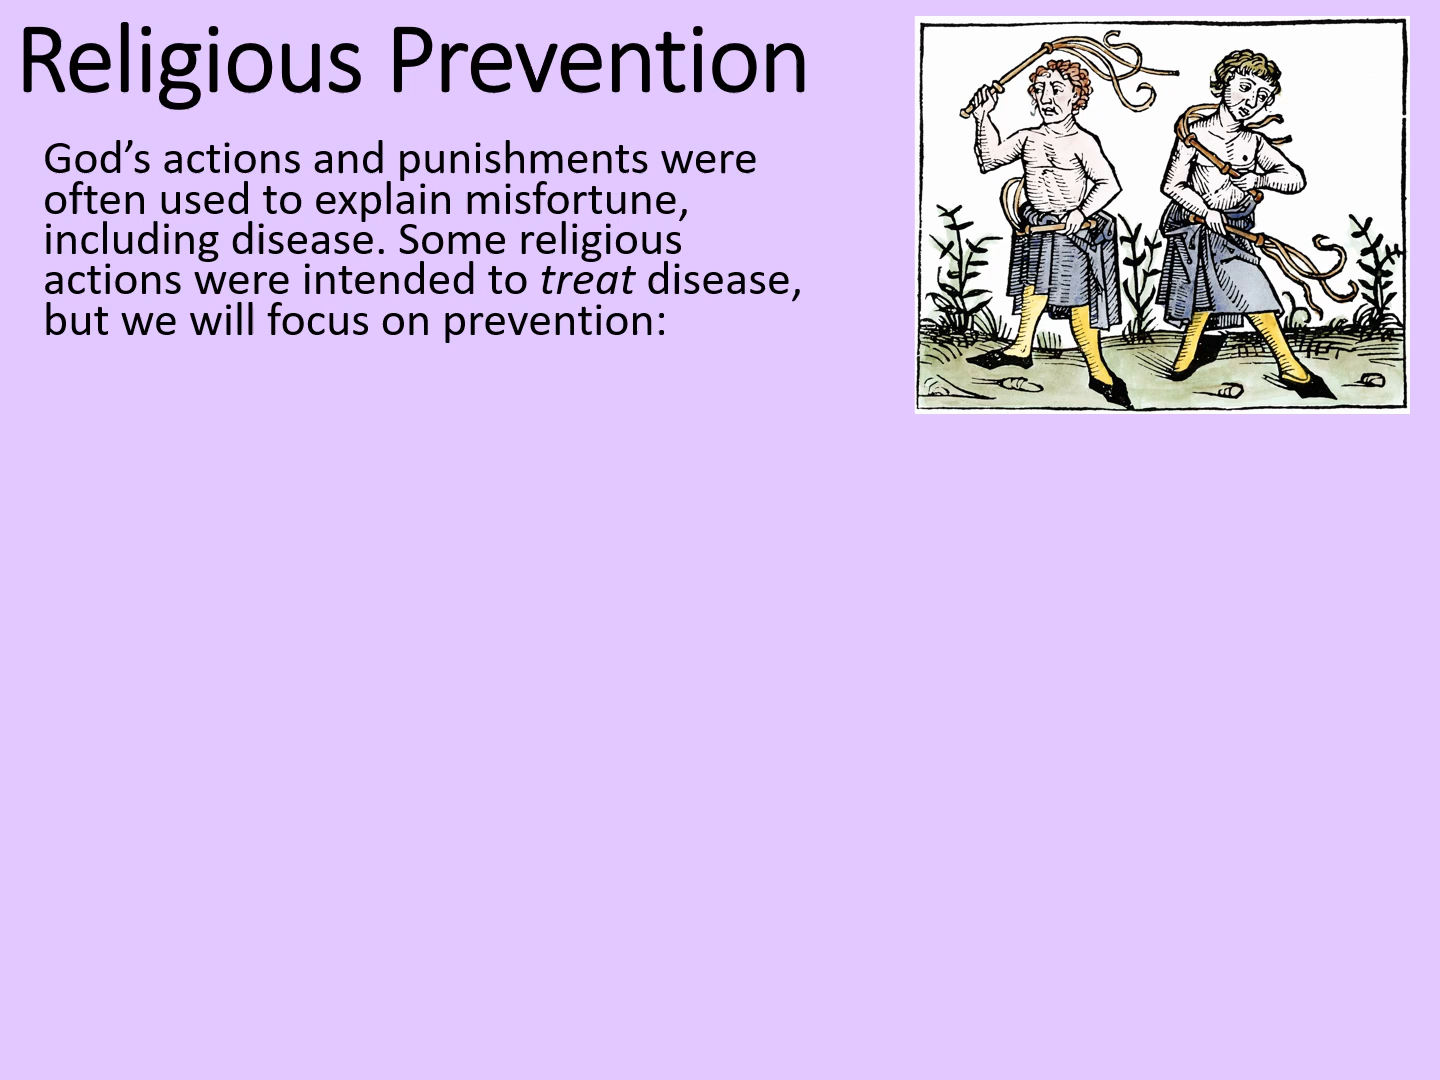 Religious Prevention
God’s actions and punishments were
often used to explain misfortune,
including disease. Some religious
actions were intended to treat disease,
but we will focus on prevention: